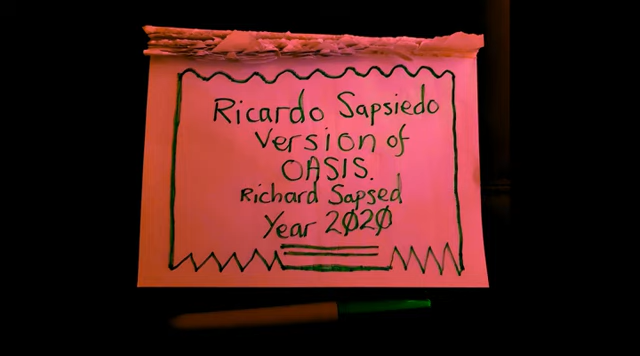 Ricardo Sapsiedo
Version of
OASIS.
Richard Sapsed
Year 2020